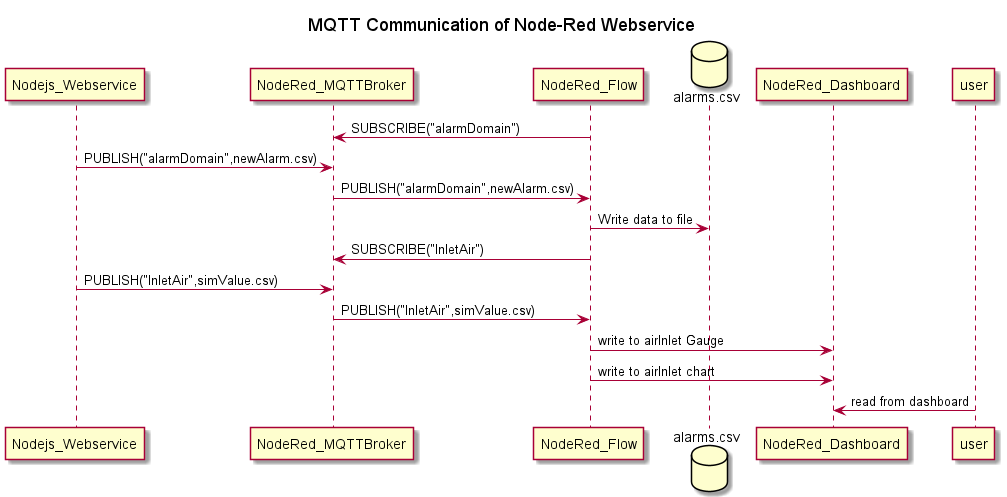 MQTT Communication of Node-Red Webservice
Nodejs_Webservice
NodeRed_MQTTBroker
NodeRed_Flow
alarms.csv
NodeRed_Dashboard
user
SUBSCRIBE("alarmDomain")
PUBLISH("alarmDomain",newAlarm.csv)
PUBLISH("alarmDomain",newAlarm.csv)
Write data to file
SUBSCRIBE("InletAir")
PUBLISH("InletAir",simValue.csv)
PUBLISH("InletAir",simValue.csv)
write to airInlet Gauge
write to airInlet chart
read from dashboard
Nodejs_Webservice
NodeRed_MQTTBroker
NodeRed_Flow
alarms.csv
NodeRed_Dashboard
user